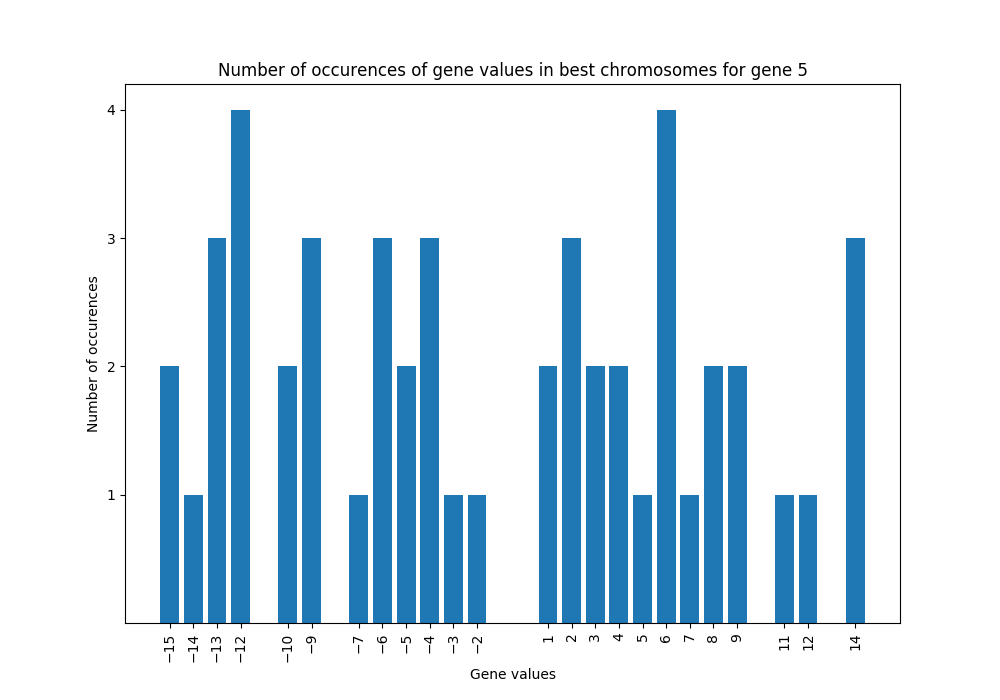 Number of occurences of gene values in best chromosomes for gene 5
4
3
2
1
Number of occurences
−15 −14 −13 −12 −10 −9 −7 −6 −5 −4 −3 −2 1 2 3 4 5 6 7 8 9 11 12 14
Gene values